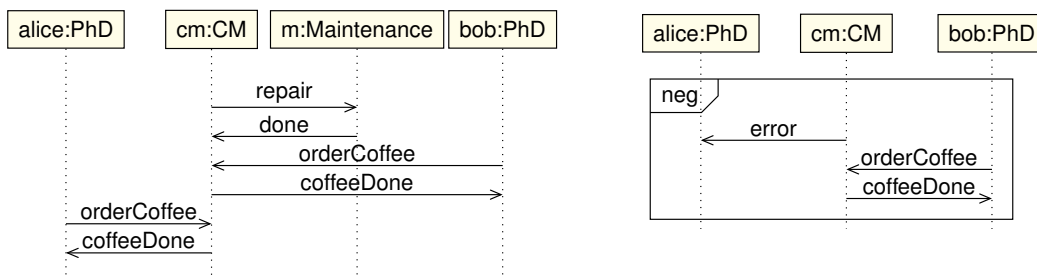 alice:PhD cm:CM m:Maintenance bob:PhD
repair
done
orderCoffee
coffeeDone
orderCoffee
coffeeDone
alice:PhD cm:CM bob:PhD
neg
error
orderCoffee
coffeeDone